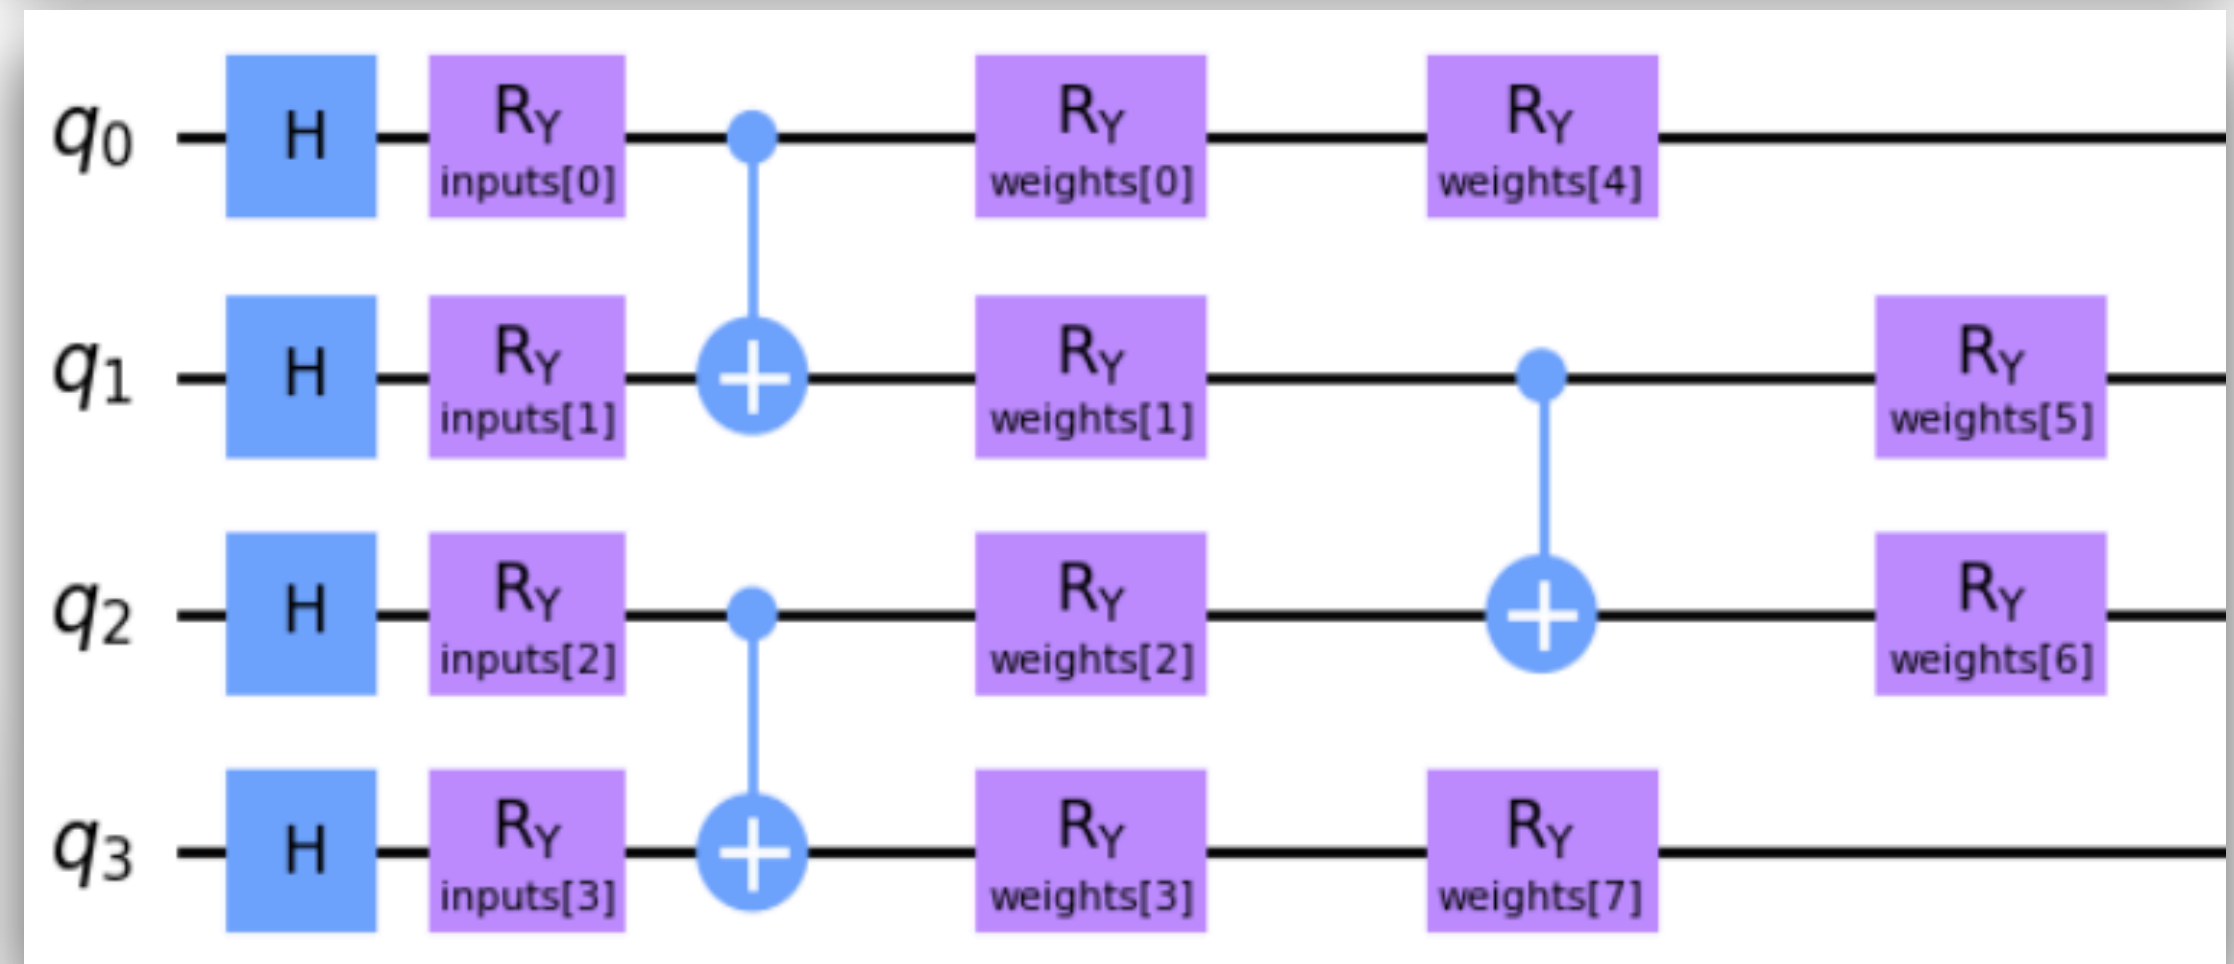 q0 H RY inputs[0] RY weights[0] RY weights[4]
q1 H RY inputs[1] RY weights[1] RY weights[5]
q2 H RY inputs[2] RY weights[2] RY weights[6]
q3 H RY inputs[3] RY weights[3] RY weights[7]